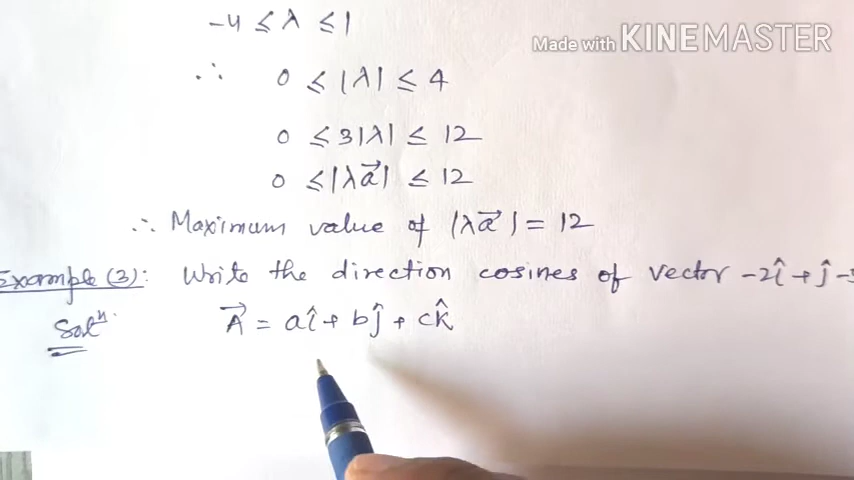 -4 ≤ λ ≤ 1
Made with KINEMASTER
∴ 0 ≤ |λ| ≤ 4
0 ≤ 3|λ| ≤ 12
0 ≤ |λa⃗| ≤ 12
∴ Maximum value of |λa⃗| = 12
Example (3): Write the direction cosines of vector -2î + ĵ -
Solⁿ. A⃗ = aî + bĵ + ck̂